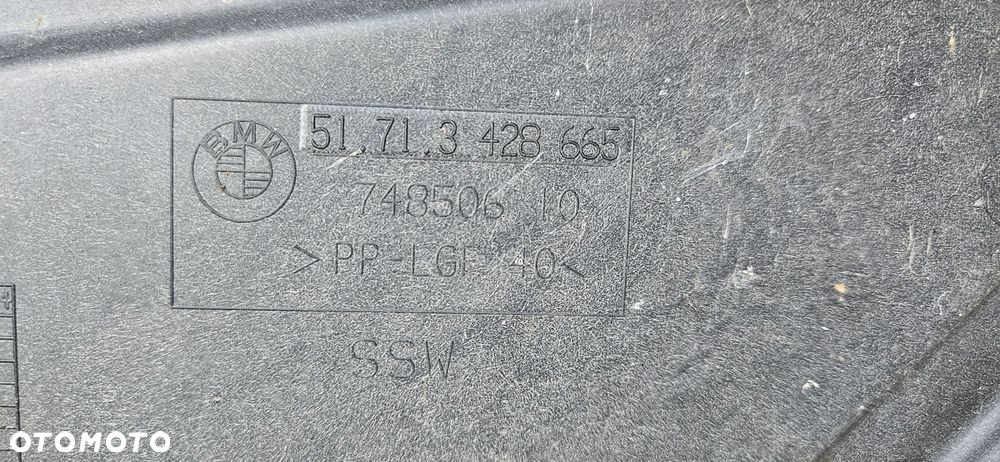 BMW
51.71.3 428 665
748506 10
>PP-LGF 40<
SSW
OTOMOTO